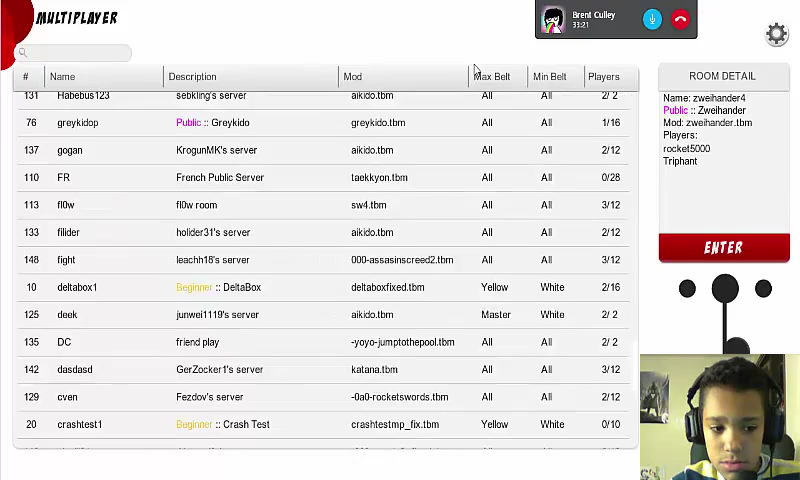 MULTIPLAYER
Brent Culley
33:21
# Name Description Mod Max Belt Min Belt Players
131 Habebus123 sebkling's server aikido.tbm All All 2/ 2
76 greykidop Public :: Greykido greykido.tbm All All 1/16
137 gogan KrogunMK's server aikido.tbm All All 2/12
110 FR French Public Server taekkyon.tbm All All 0/28
113 fl0w fl0w room sw4.tbm All All 3/12
133 filider holider31's server aikido.tbm All All 2/12
148 fight leachh18's server 000-assasinscreed2.tbm All All 3/12
10 deltabox1 Beginner :: DeltaBox deltaboxfixed.tbm Yellow White 2/16
125 deek junwei1119's server aikido.tbm Master White 2/ 2
135 DC friend play -yoyo-jumptothepool.tbm All All 2/ 2
142 dasdasd GerZocker1's server katana.tbm All All 3/12
129 cven Fezdov's server -0a0-rocketswords.tbm All All 2/12
20 crashtest1 Beginner :: Crash Test crashtestmp_fix.tbm Yellow White 0/10
ROOM DETAIL
Name: zweihander4
Public :: Zweihander
Mod: zweihander.tbm
Players:
rocket5000
Triphant
ENTER